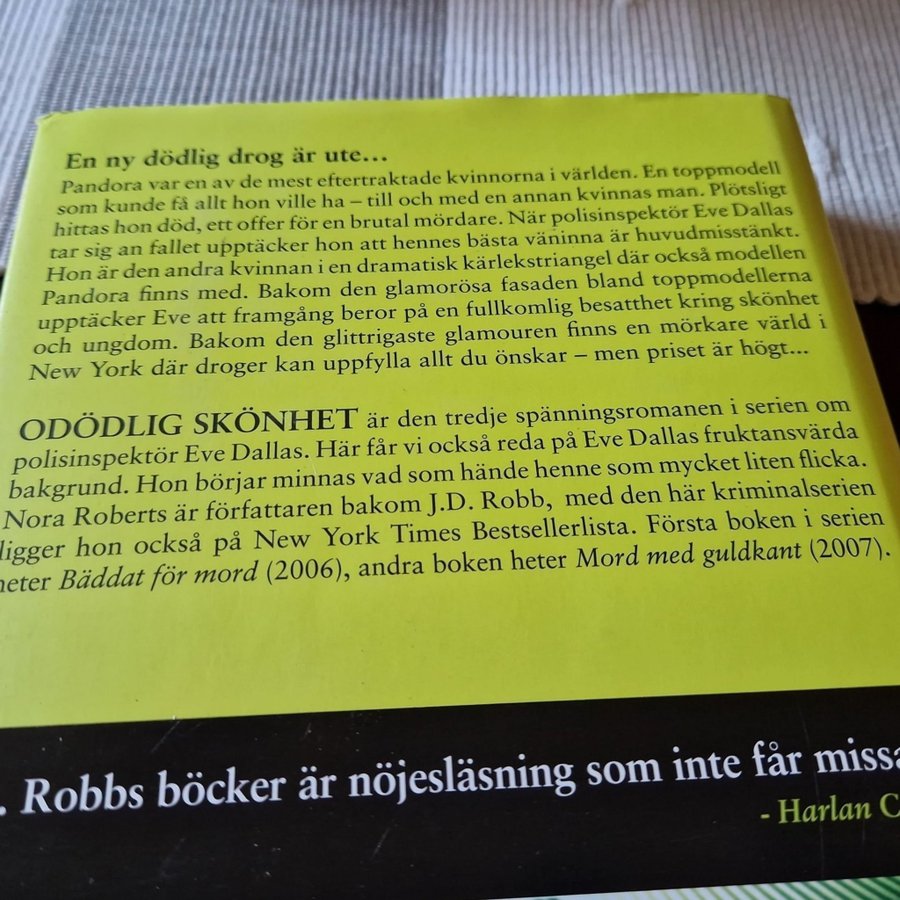 En ny dödlig drog är ute...
Pandora var en av de mest eftertraktade kvinnorna i världen. En toppmodell
som kunde få allt hon ville ha – till och med en annan kvinnas man. Plötsligt
hittas hon död, ett offer för en brutal mördare. När polisinspektör Eve Dallas
tar sig an fallet upptäcker hon att hennes bästa väninna är huvudmisstänkt.
Hon är den andra kvinnan i en dramatisk kärlekstriangel där också modellen
Pandora finns med. Bakom den glamorösa fasaden bland toppmodellerna
upptäcker Eve att framgång beror på en fullkomlig besatthet kring skönhet
och ungdom. Bakom den glittrigaste glamouren finns en mörkare värld i
New York där droger kan uppfylla allt du önskar – men priset är högt...
ODÖDLIG SKÖNHET är den tredje spänningsromanen i serien om
polisinspektör Eve Dallas. Här får vi också reda på Eve Dallas fruktansvärda
bakgrund. Hon börjar minnas vad som hände henne som mycket liten flicka.
Nora Roberts är författaren bakom J.D. Robb, med den här kriminalserien
ligger hon också på New York Times Bestsellerlista. Första boken i serien
heter Bäddat för mord (2006), andra boken heter Mord med guldkant (2007).
. Robbs böcker är nöjesläsning som inte får missa
- Harlan C